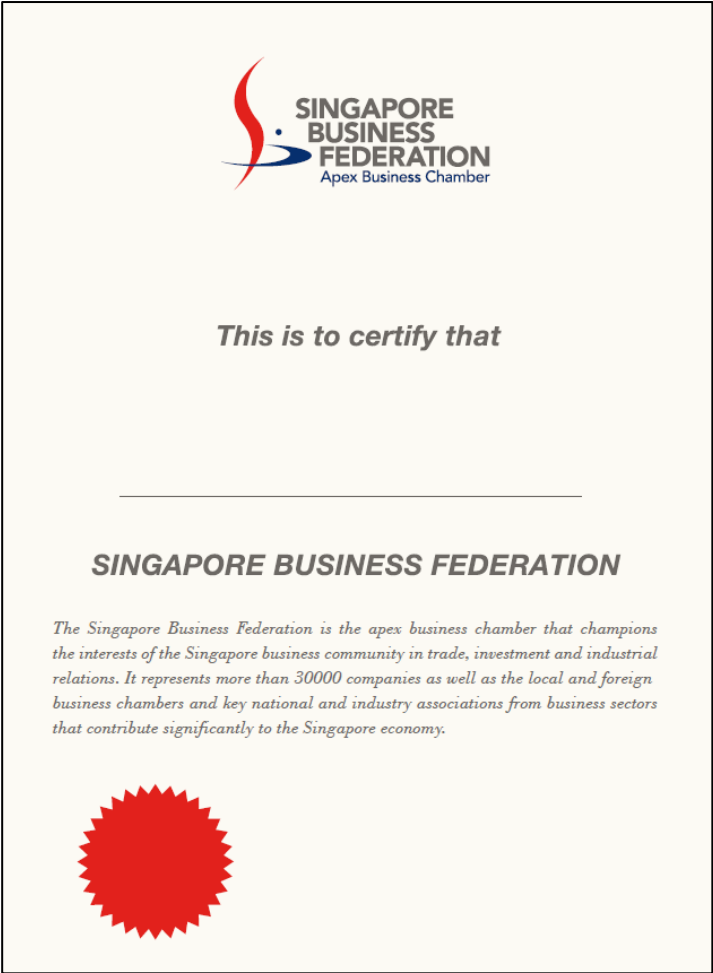 SINGAPORE
BUSINESS
FEDERATION
Apex Business Chamber
This is to certify that
SINGAPORE BUSINESS FEDERATION
The Singapore Business Federation is the apex business chamber that champions
the interests of the Singapore business community in trade, investment and industrial
relations. It represents more than 30000 companies as well as the local and foreign
business chambers and key national and industry associations from business sectors
that contribute significantly to the Singapore economy.